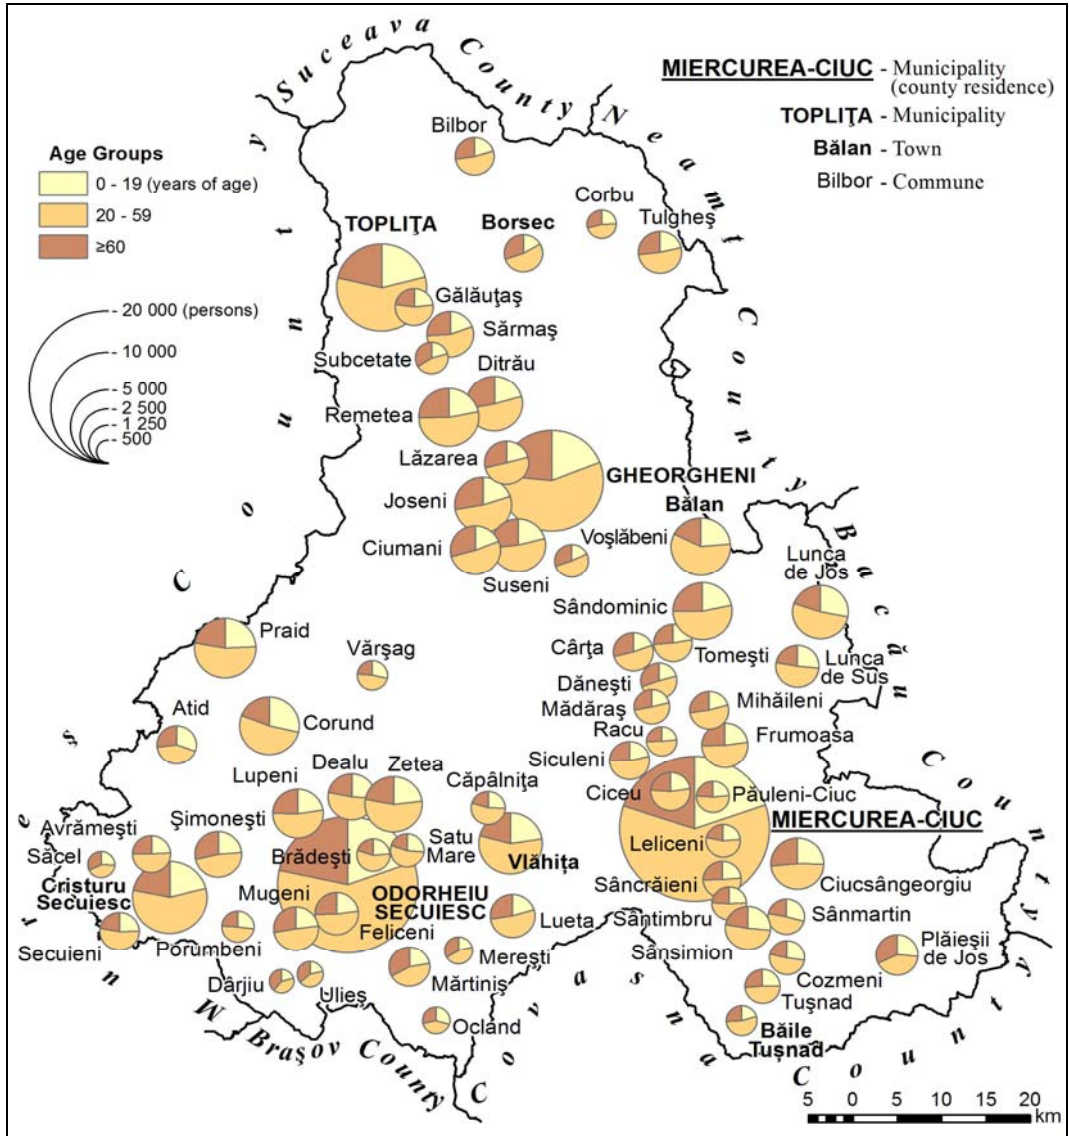 Suceava County
Neamţ County
Bacău County
Covasna County
Braşov County
M u r e ş County
MIERCUREA-CIUC - Municipality
(county residence)
TOPLIŢA - Municipality
Bălan - Town
Bilbor - Commune
Age Groups
0 - 19 (years of age)
20 - 59
≥60
- 20 000 (persons)
- 10 000
- 5 000
- 2 500
- 1 250
- 500
Bilbor
Corbu
Tulgheş
TOPLIŢA
Borsec
Gălăuţaş
Sărmaş
Subcetate
Ditrău
Remetea
Lăzarea
GHEORGHENI
Joseni
Bălan
Ciumani
Voşlăbeni
Suseni
Lunca
de Jos
Sândominic
Praid
Vărşag
Cârţa
Tomeşti
Lunca
de Sus
Dăneşti
Mădăraş
Mihăileni
Atid
Corund
Racu
Frumoasa
Siculeni
Dealu
Zetea
Lupeni
Căpâlniţa
Ciceu
Păuleni-Ciuc
Avrămeşti
Şimoneşti
MIERCUREA-CIUC
Satu
Mare
Leliceni
Săcel
Brădeşti
Vlăhiţa
Cristuru
Secuiesc
Mugeni
ODORHEIU
SECUIESC
Sâncrăieni
Ciucsângeorgiu
Feliceni
Lueta
Sântimbru
Sânmartin
Secuieni
Porumbeni
Sânsimion
Plăieşii
de Jos
Mereşti
Dârjiu
Ulieş
Mărtiniş
Cozmeni
Tuşnad
Ocland
Băile
Tuşnad
5 0 5 10 15 20
km